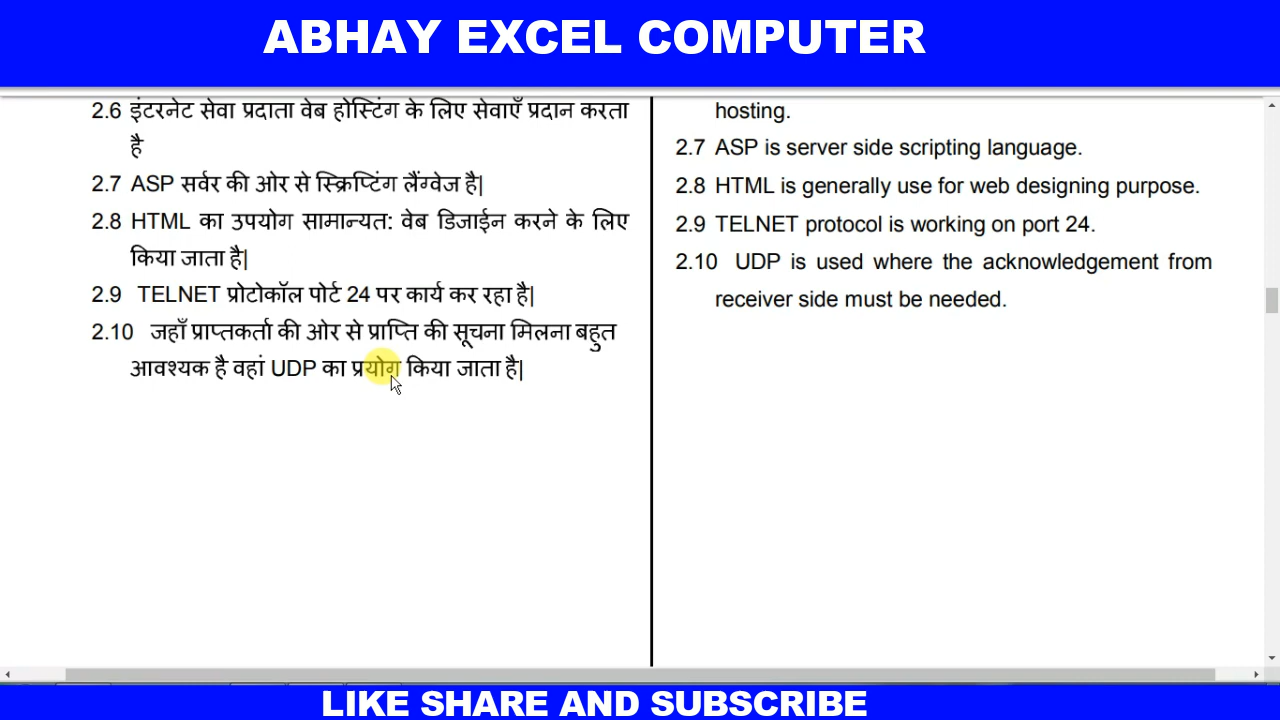 ABHAY EXCEL COMPUTER
2.6 इंटरनेट सेवा प्रदाता वेब होस्टिंग के लिए सेवाएँ प्रदान करता
है
2.7 ASP सर्वर की ओर से स्क्रिप्टिंग लैंग्वेज है|
2.8 HTML का उपयोग सामान्यत: वेब डिजाईन करने के लिए
किया जाता है|
2.9 TELNET प्रोटोकॉल पोर्ट 24 पर कार्य कर रहा है|
2.10 जहाँ प्राप्तकर्ता की ओर से प्राप्ति की सूचना मिलना बहुत
आवश्यक है वहां UDP का प्रयोग किया जाता है|
hosting.
2.7 ASP is server side scripting language.
2.8 HTML is generally use for web designing purpose.
2.9 TELNET protocol is working on port 24.
2.10 UDP is used where the acknowledgement from
receiver side must be needed.
LIKE SHARE AND SUBSCRIBE